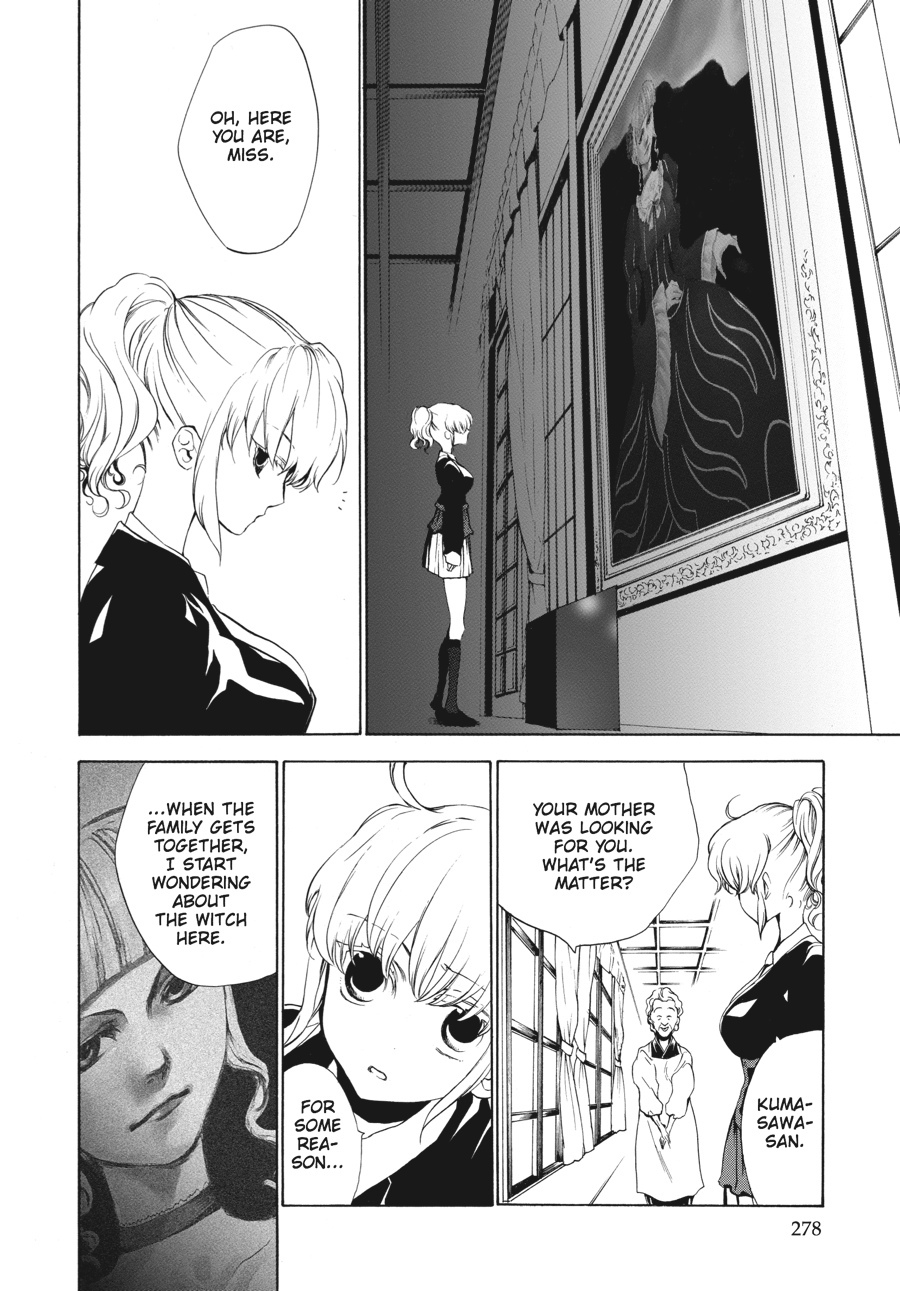 OH, HERE
YOU ARE,
MISS.
KUMA-
SAWA-
SAN.
YOUR MOTHER
WAS LOOKING
FOR YOU.
WHAT'S THE
MATTER?
FOR
SOME
REA-
SON...
...WHEN THE
FAMILY GETS
TOGETHER,
I START
WONDERING
ABOUT
THE WITCH
HERE.
278